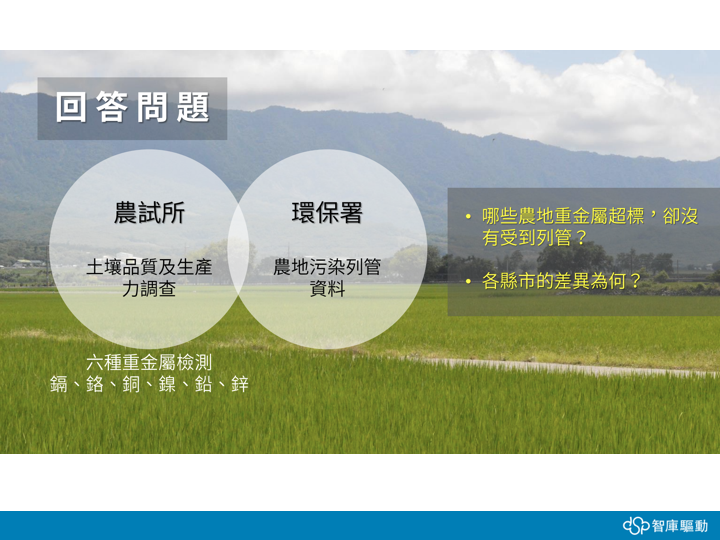 回答問題
農試所
土壤品質及生產
力調查
環保署
農地污染列管
資料
六種重金屬檢測
鎘、鉻、銅、鎳、鉛、鋅
• 哪些農地重金屬超標，卻沒
有受到列管？
• 各縣市的差異為何？
dSp智庫驅動